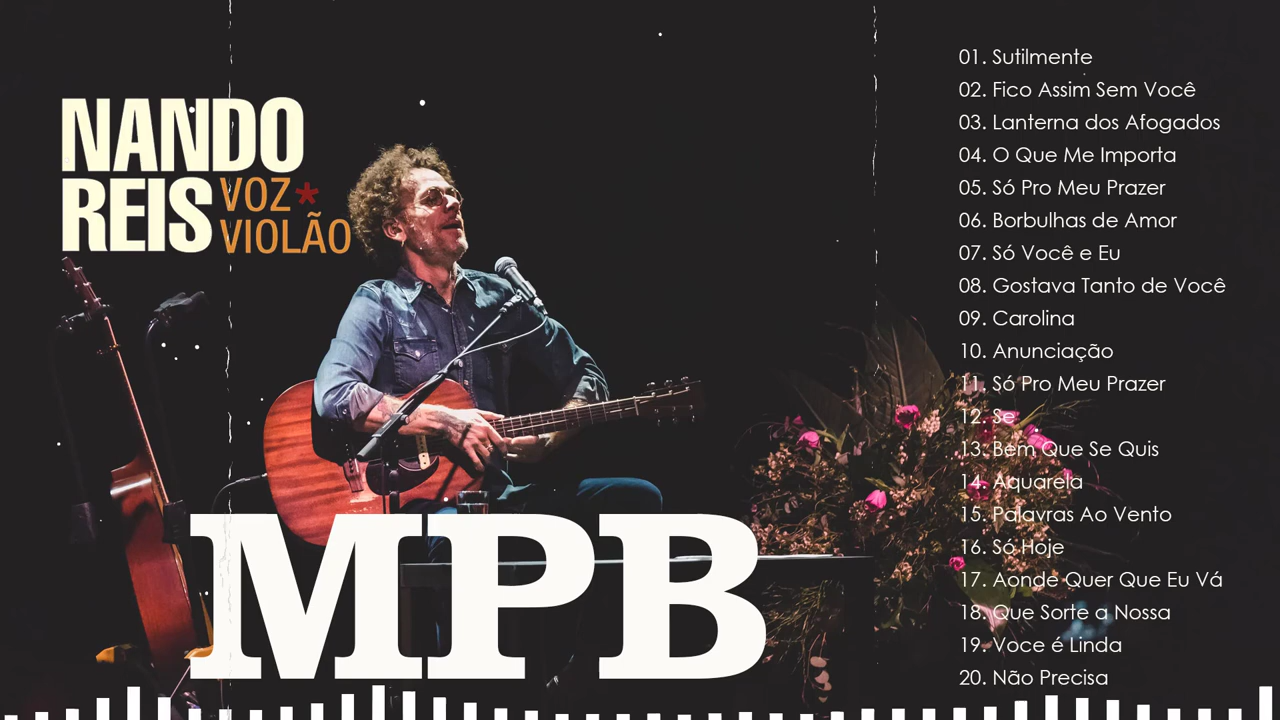 NANDO
REIS VOZ*
VIOLÃO
MPB
01. Sutilmente
02. Fico Assim Sem Você
03. Lanterna dos Afogados
04. O Que Me Importa
05. Só Pro Meu Prazer
06. Borbulhas de Amor
07. Só Você e Eu
08. Gostava Tanto de Você
09. Carolina
10. Anunciação
11. Só Pro Meu Prazer
12. Se
13. Bem Que Se Quis
14. Aquarela
15. Palavras Ao Vento
16. Só Hoje
17. Aonde Quer Que Eu Vá
18. Que Sorte a Nossa
19. Voce é Linda
20. Não Precisa